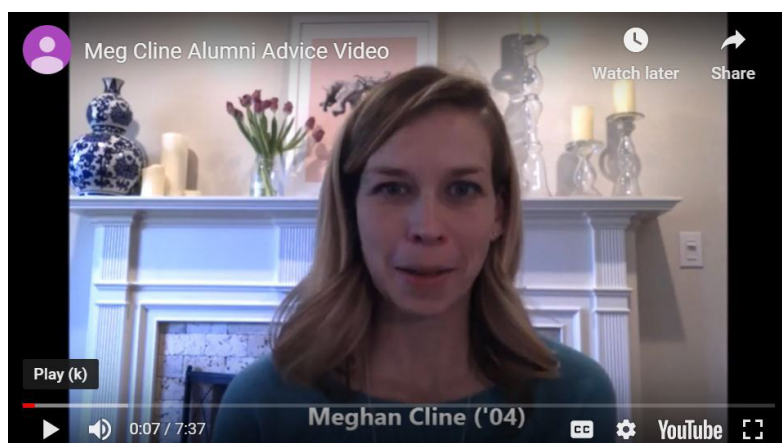 Meg Cline Alumni Advice Video
Watch later
Share
Play (k)
Meghan Cline ('04)
0:07 / 7:37
CC
YouTube